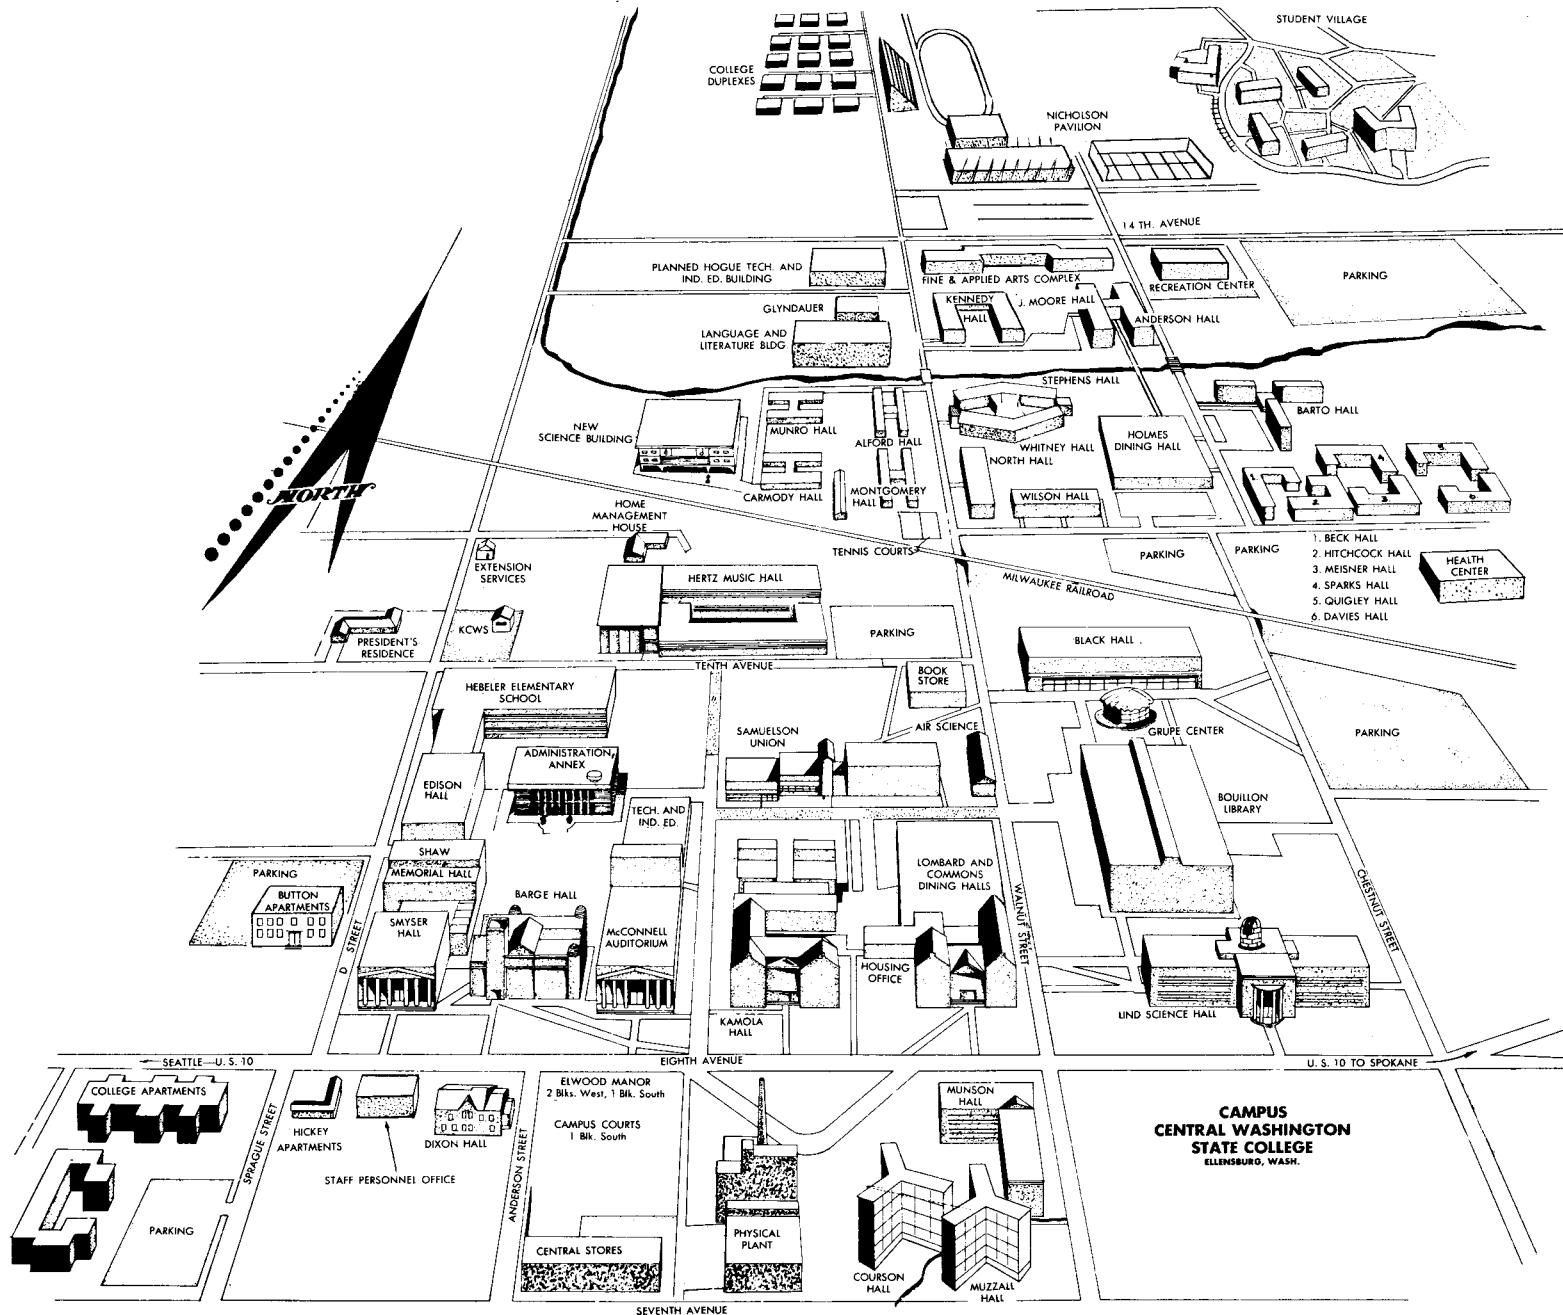 STUDENT VILLAGE
COLLEGE
DUPLEXES
NICHOLSON
PAVILION
14 TH. AVENUE
PLANNED HOGUE TECH. AND
IND. ED. BUILDING
FINE & APPLIED ARTS COMPLEX
RECREATION CENTER
PARKING
GLYNDAUER
KENNEDY
HALL
J. MOORE HALL
ANDERSON HALL
LANGUAGE AND
LITERATURE BLDG
STEPHENS HALL
BARTO HALL
NEW
SCIENCE BUILDING
MUNRO HALL
ALFORD HALL
WHITNEY HALL
HOLMES
DINING HALL
NORTH HALL
CARMODY HALL
MONTGOMERY
HALL
WILSON HALL
1
2
3
4
5
6
NORTH
HOME
MANAGEMENT
HOUSE
TENNIS COURTS
PARKING
PARKING
1. BECK HALL
2. HITCHCOCK HALL
3. MEISNER HALL
4. SPARKS HALL
5. QUIGLEY HALL
6. DAVIES HALL
HEALTH
CENTER
EXTENSION
SERVICES
HERTZ MUSIC HALL
MILWAUKEE RAILROAD
PRESIDENT'S
RESIDENCE
KCWS
PARKING
BLACK HALL
TENTH AVENUE
BOOK
STORE
HEBELER ELEMENTARY
SCHOOL
AIR SCIENCE
GRUPE CENTER
PARKING
SAMUELSON
UNION
ADMINISTRATION
ANNEX
EDISON
HALL
TECH. AND
IND. ED.
BOUILLON
LIBRARY
SHAW
MEMORIAL HALL
LOMBARD AND
COMMONS
DINING HALLS
PARKING
BUTTON
APARTMENTS
BARGE HALL
WALNUT STREET
CHESTNUT STREET
SMYSER
HALL
McCONNELL
AUDITORIUM
D STREET
HOUSING
OFFICE
KAMOLA
HALL
LIND SCIENCE HALL
SEATTLE—U. S. 10
EIGHTH AVENUE
U. S. 10 TO SPOKANE
COLLEGE APARTMENTS
ELWOOD MANOR
2 Blks. West, 1 Blk. South
CAMPUS COURTS
1 Blk. South
MUNSON
HALL
HICKEY
APARTMENTS
DIXON HALL
STAFF PERSONNEL OFFICE
SPRAGUE STREET
ANDERSON STREET
CAMPUS
CENTRAL WASHINGTON
STATE COLLEGE
ELLENSBURG, WASH.
PARKING
CENTRAL STORES
PHYSICAL
PLANT
COURSON
HALL
MUZZALL
HALL
SEVENTH AVENUE